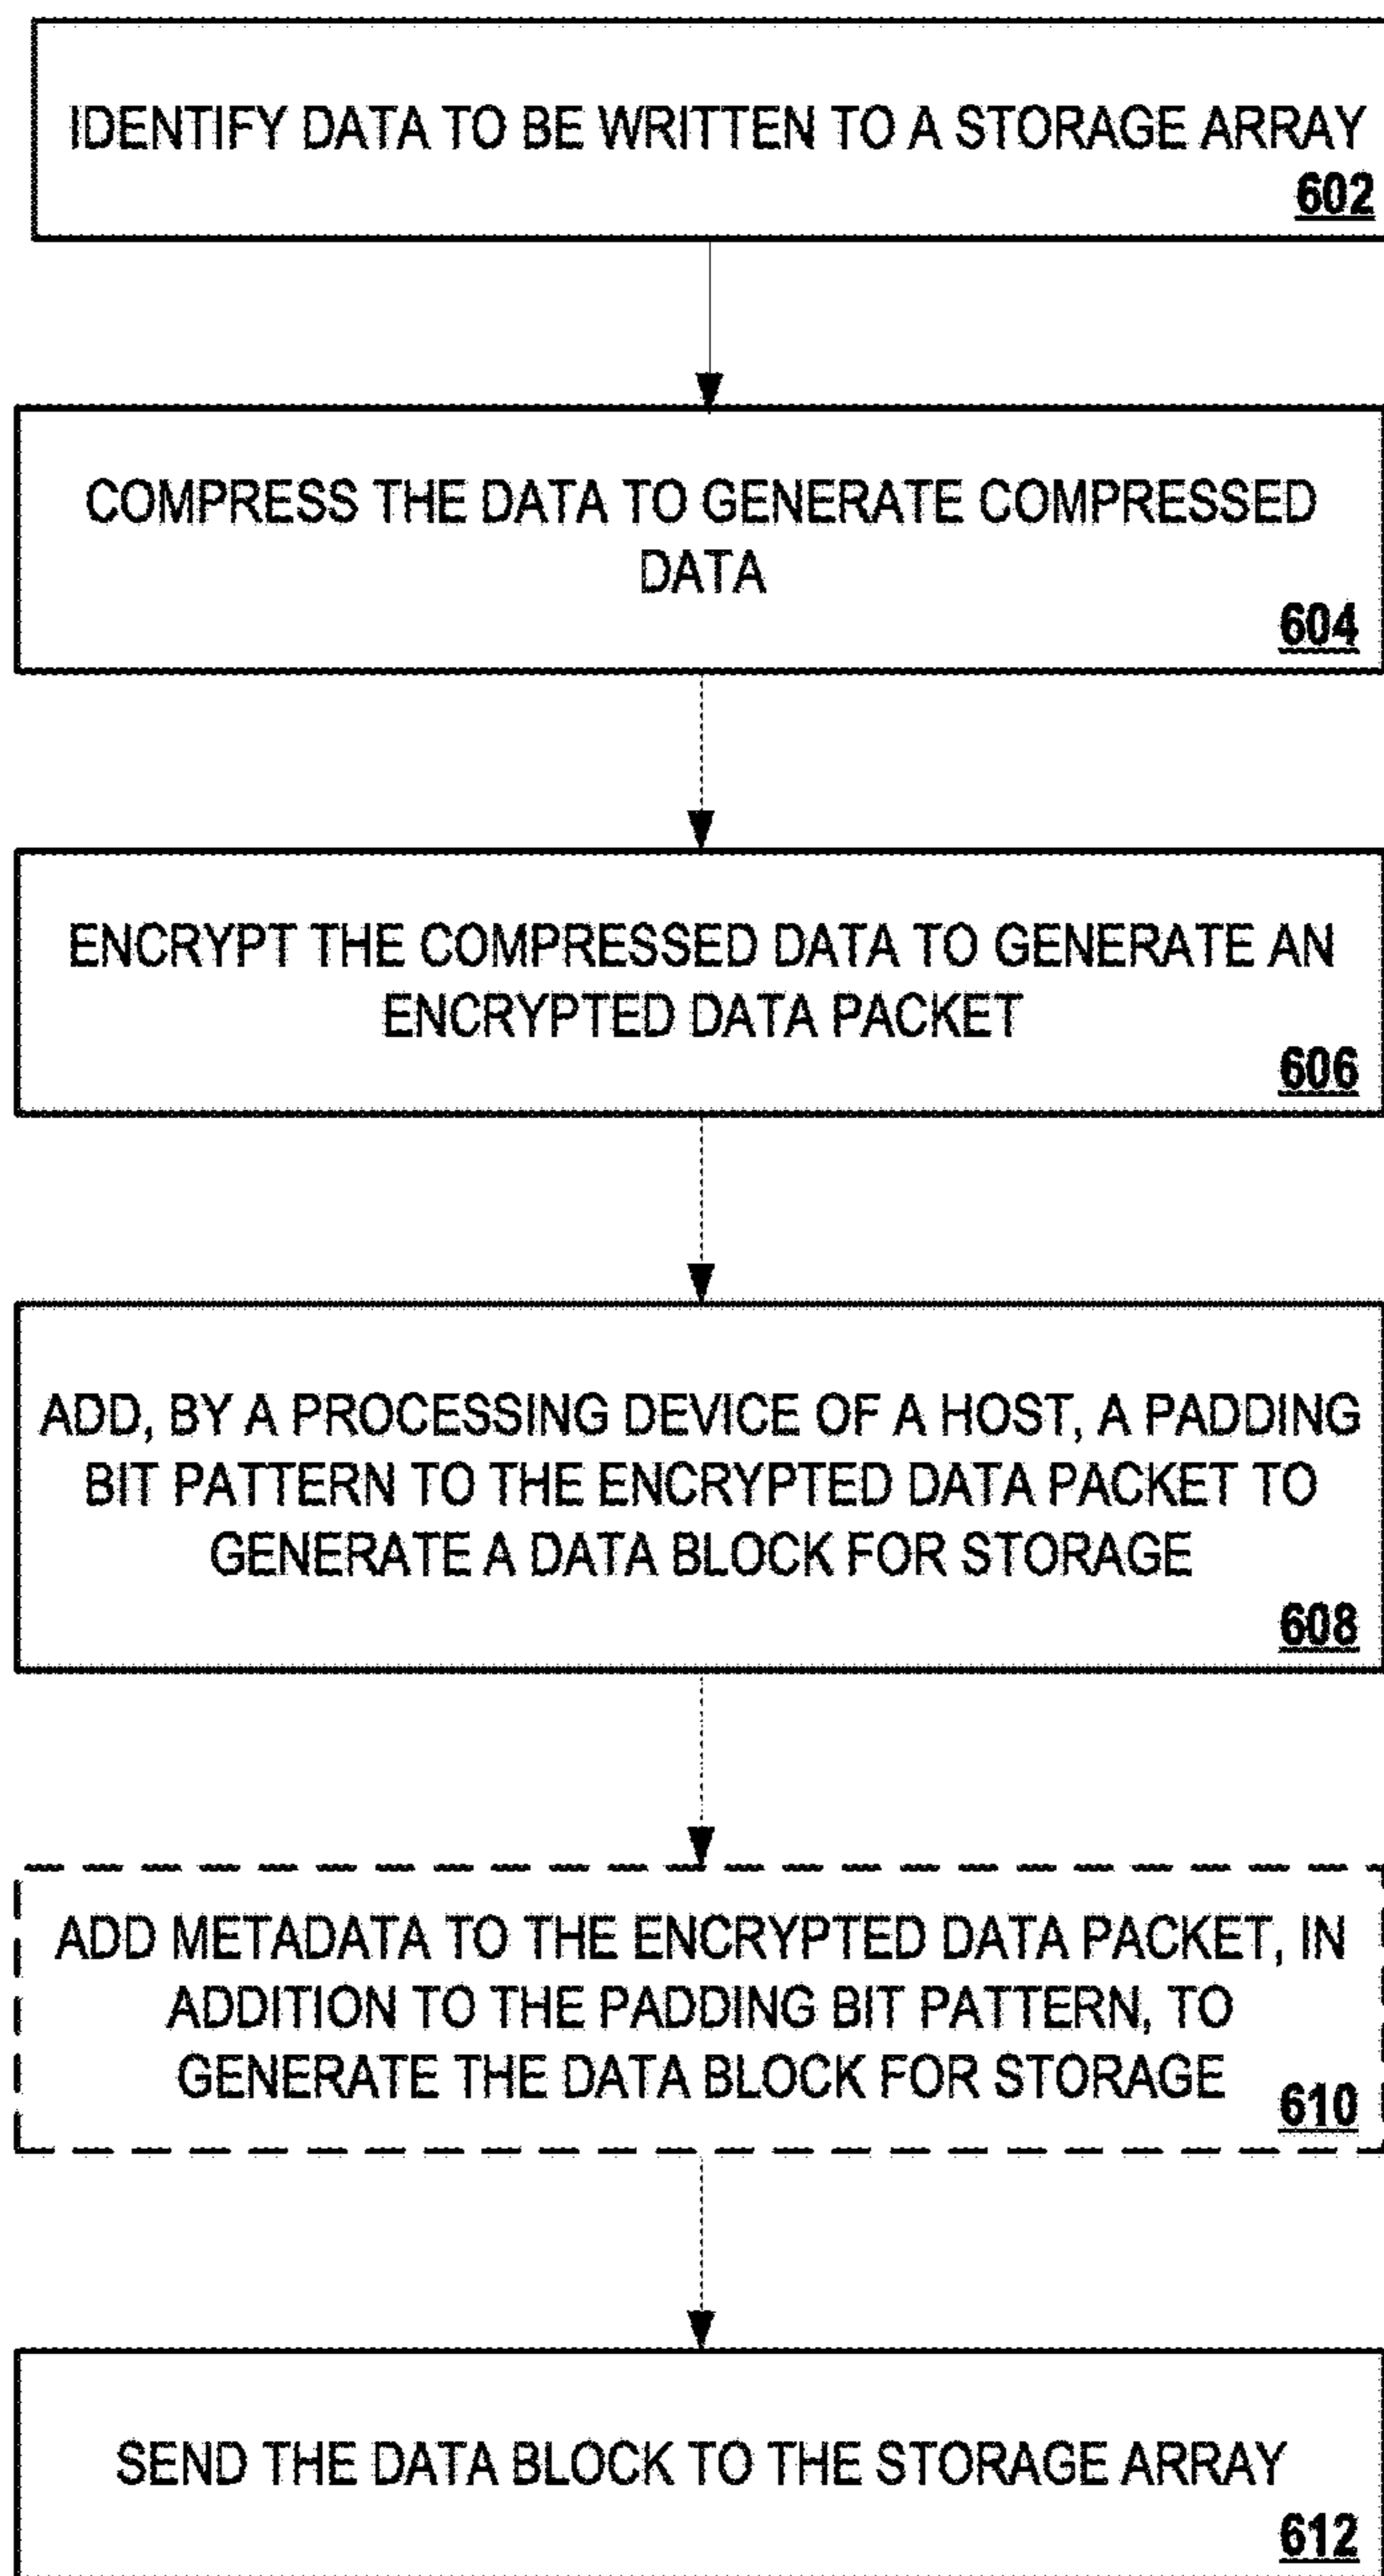 IDENTIFY DATA TO BE WRITTEN TO A STORAGE ARRAY
602
COMPRESS THE DATA TO GENERATE COMPRESSED
DATA
604
ENCRYPT THE COMPRESSED DATA TO GENERATE AN
ENCRYPTED DATA PACKET
606
ADD, BY A PROCESSING DEVICE OF A HOST, A PADDING
BIT PATTERN TO THE ENCRYPTED DATA PACKET TO
GENERATE A DATA BLOCK FOR STORAGE
608
ADD METADATA TO THE ENCRYPTED DATA PACKET, IN
ADDITION TO THE PADDING BIT PATTERN, TO
GENERATE THE DATA BLOCK FOR STORAGE
610
SEND THE DATA BLOCK TO THE STORAGE ARRAY
612